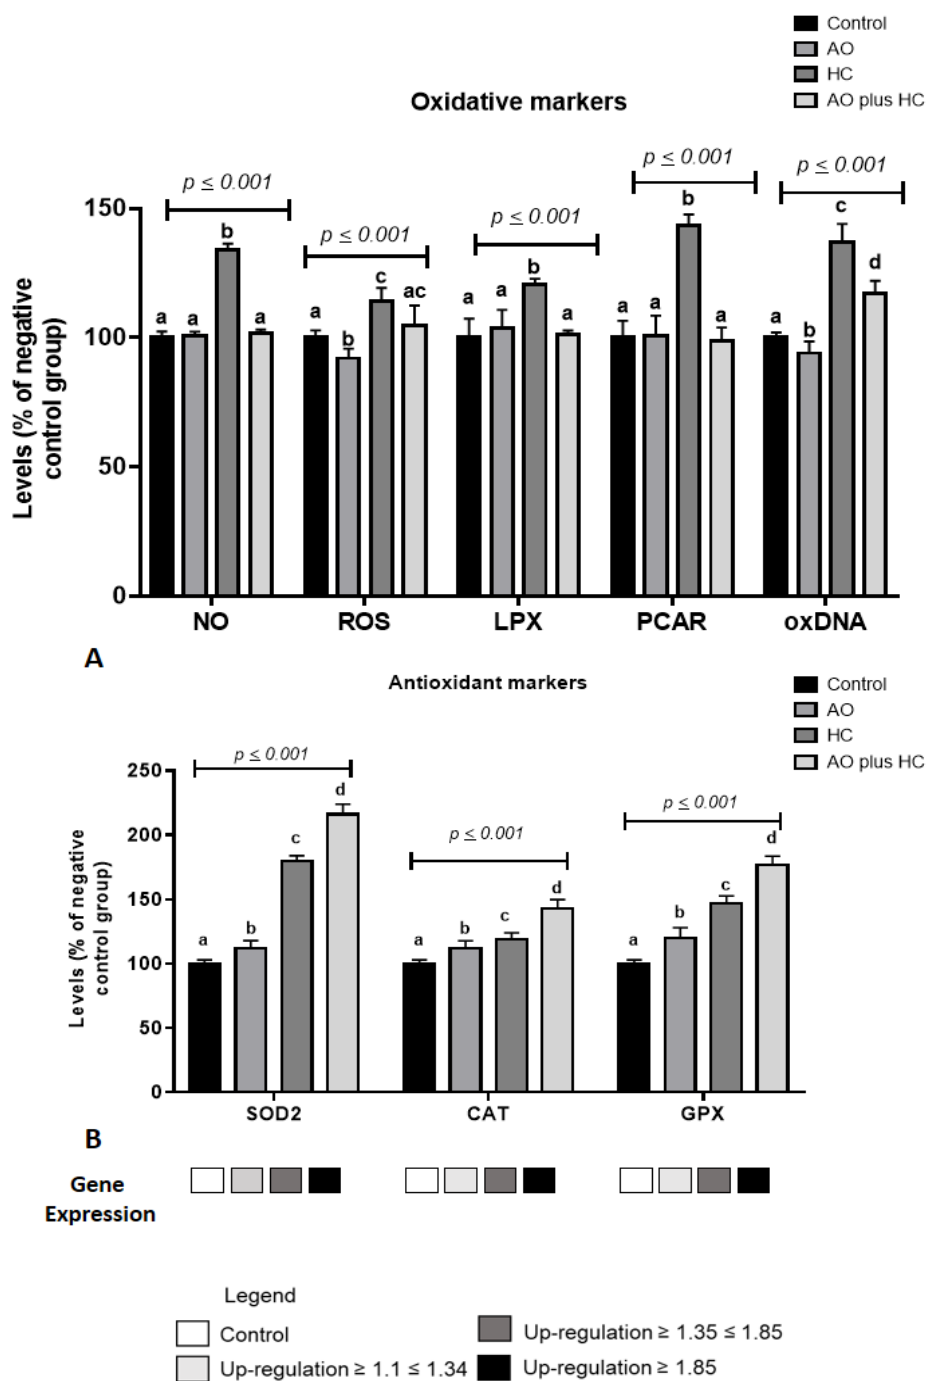 Control
AO
HC
AO plus HC
Oxidative markers
p ≤ 0.001
p ≤ 0.001
p ≤ 0.001
p ≤ 0.001
p ≤ 0.001
Levels (% of negative
control group)
150
100
50
0
a a b a
a b c ac
a a b a
a a b a
a b c d
NO ROS LPX PCAR oxDNA
A
Antioxidant markers
Control
AO
HC
AO plus HC
p ≤ 0.001
p ≤ 0.001
p ≤ 0.001
Levels (% of negative
control group)
250
200
150
100
50
0
a b c d
a b c d
a b c d
SOD2 CAT GPX
B
Gene
Expression
Legend
Control
Up-regulation ≥ 1.1 ≤ 1.34
Up-regulation ≥ 1.35 ≤ 1.85
Up-regulation ≥ 1.85